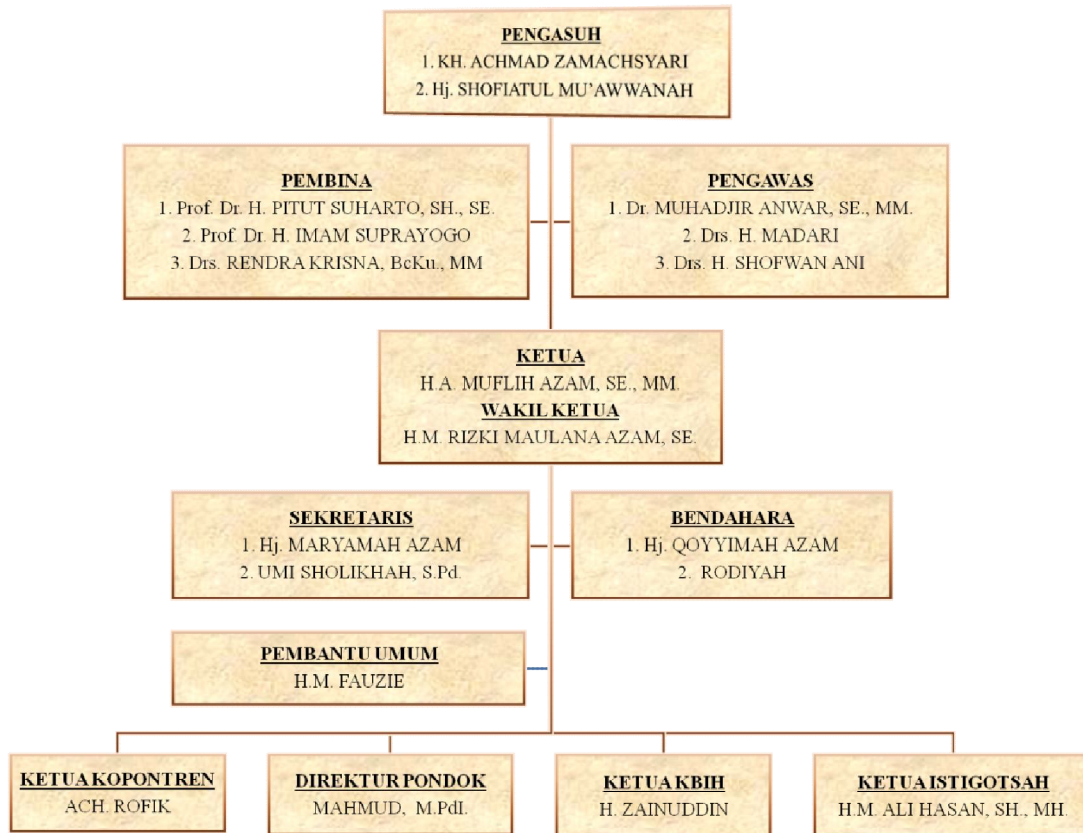 PENGASUH
1. KH. ACHMAD ZAMACHSYARI
2. Hj. SHOFIATUL MU'AWWANAH
PEMBINA
1. Prof. Dr. H. PITUT SUHARTO, SH., SE.
2. Prof. Dr. H. IMAM SUPRAYOGO
3. Drs. RENDRA KRISNA, BcKu., MM
PENGAWAS
1. Dr. MUHADJIR ANWAR, SE., MM.
2. Drs. H. MADARI
3. Drs. H. SHOFWAN ANI
KETUA
H.A. MUFLIH AZAM, SE., MM.
WAKIL KETUA
H.M. RIZKI MAULANA AZAM, SE.
SEKRETARIS
1. Hj. MARYAMAH AZAM
2. UMI SHOLIKHAH, S.Pd.
BENDAHARA
1. Hj. QOYYIMAH AZAM
2. RODIYAH
PEMBANTU UMUM
H.M. FAUZIE
KETUA KOPONTREN
ACH. ROFIK
DIREKTUR PONDOK
MAHMUD, M.PdI.
KETUA KBIH
H. ZAINUDDIN
KETUA ISTIGOTSAH
H.M. ALI HASAN, SH., MH.